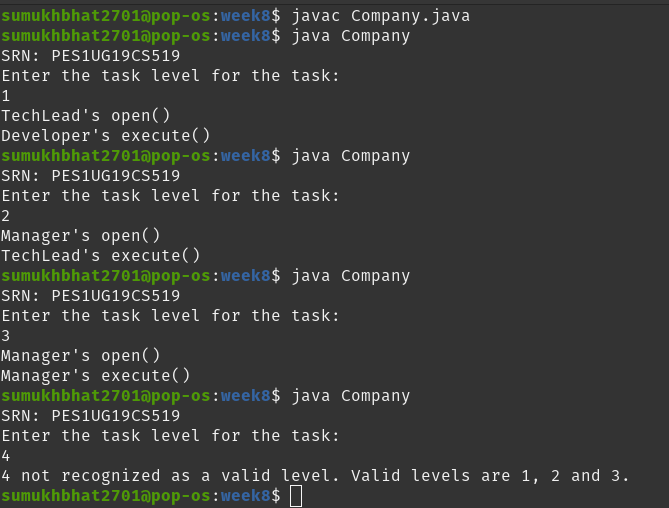 sumukhbhat2701@pop-os:week8$ javac Company.java
sumukhbhat2701@pop-os:week8$ java Company
SRN: PES1UG19CS519
Enter the task level for the task:
1
TechLead's open()
Developer's execute()
sumukhbhat2701@pop-os:week8$ java Company
SRN: PES1UG19CS519
Enter the task level for the task:
2
Manager's open()
TechLead's execute()
sumukhbhat2701@pop-os:week8$ java Company
SRN: PES1UG19CS519
Enter the task level for the task:
3
Manager's open()
Manager's execute()
sumukhbhat2701@pop-os:week8$ java Company
SRN: PES1UG19CS519
Enter the task level for the task:
4
4 not recognized as a valid level. Valid levels are 1, 2 and 3.
sumukhbhat2701@pop-os:week8$